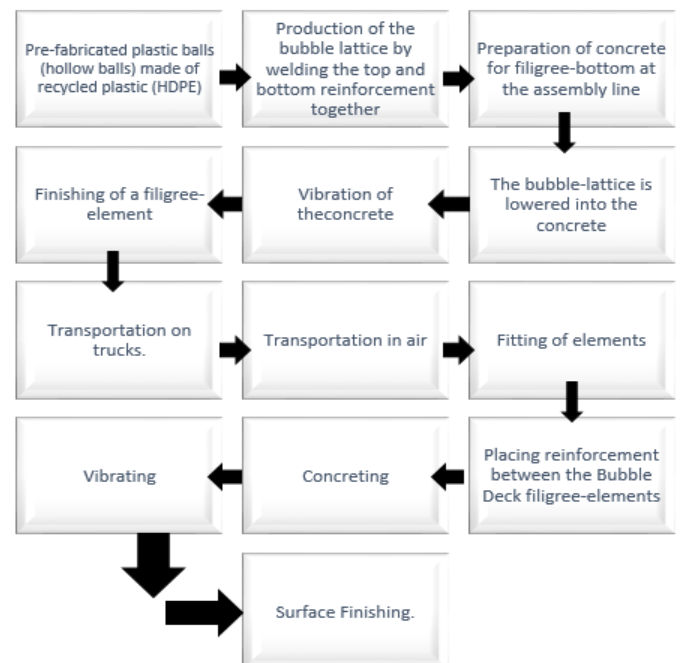 Pre-fabricated plastic balls
(hollow balls) made of
recycled plastic (HDPE)
Production of the
bubble lattice by
welding the top and
bottom reinforcement
together
Preparation of concrete
for filigree-bottom at
the assembly line
The bubble-lattice is
lowered into the
concrete
Vibration of
theconcrete
Finishing of a filigree-
element
Transportation on
trucks.
Transportation in air
Fitting of elements
Placing reinforcement
between the Bubble
Deck filigree-elements
Concreting
Vibrating
Surface Finishing.